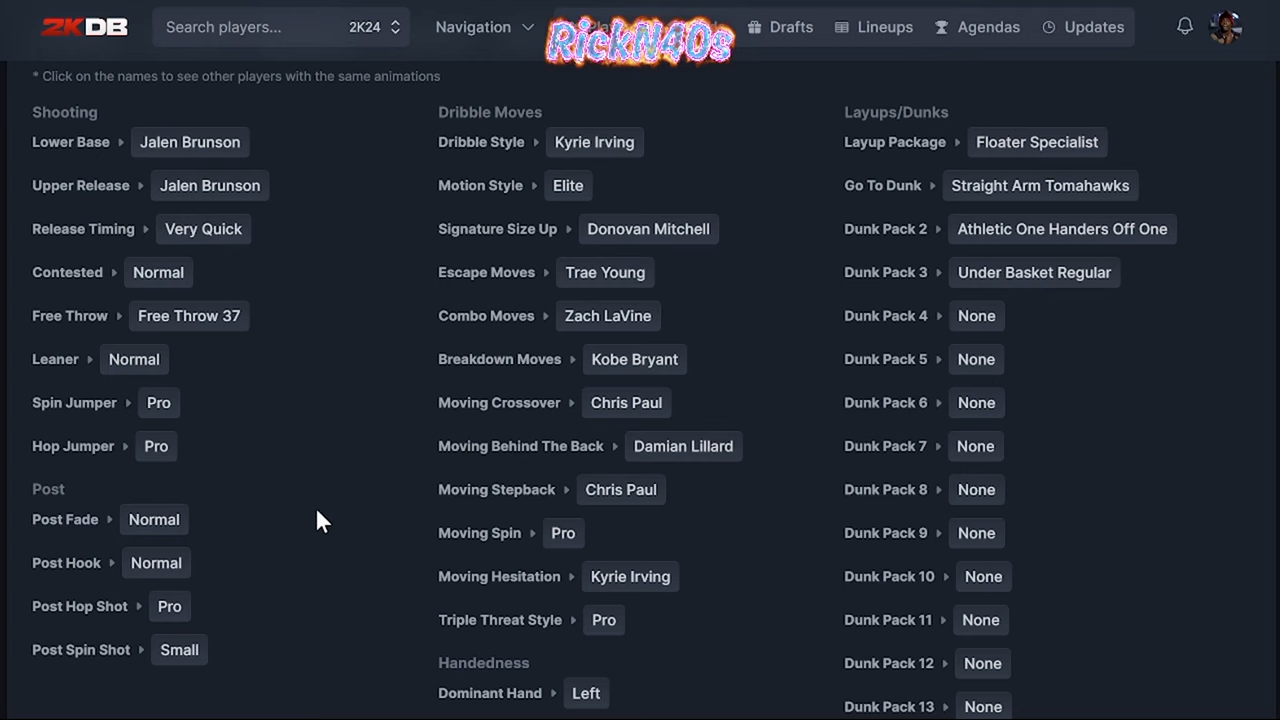 2KDB
Search players...
2K24
Navigation
RickN40s
Drafts
Lineups
Agendas
Updates
* Click on the names to see other players with the same animations
Shooting
Lower Base Jalen Brunson
Upper Release Jalen Brunson
Release Timing Very Quick
Contested Normal
Free Throw Free Throw 37
Leaner Normal
Spin Jumper Pro
Hop Jumper Pro
Post
Post Fade Normal
Post Hook Normal
Post Hop Shot Pro
Post Spin Shot Small
Dribble Moves
Dribble Style Kyrie Irving
Motion Style Elite
Signature Size Up Donovan Mitchell
Escape Moves Trae Young
Combo Moves Zach LaVine
Breakdown Moves Kobe Bryant
Moving Crossover Chris Paul
Moving Behind The Back Damian Lillard
Moving Stepback Chris Paul
Moving Spin Pro
Moving Hesitation Kyrie Irving
Triple Threat Style Pro
Handedness
Dominant Hand Left
Layups/Dunks
Layup Package Floater Specialist
Go To Dunk Straight Arm Tomahawks
Dunk Pack 2 Athletic One Handers Off One
Dunk Pack 3 Under Basket Regular
Dunk Pack 4 None
Dunk Pack 5 None
Dunk Pack 6 None
Dunk Pack 7 None
Dunk Pack 8 None
Dunk Pack 9 None
Dunk Pack 10 None
Dunk Pack 11 None
Dunk Pack 12 None
Dunk Pack 13 None